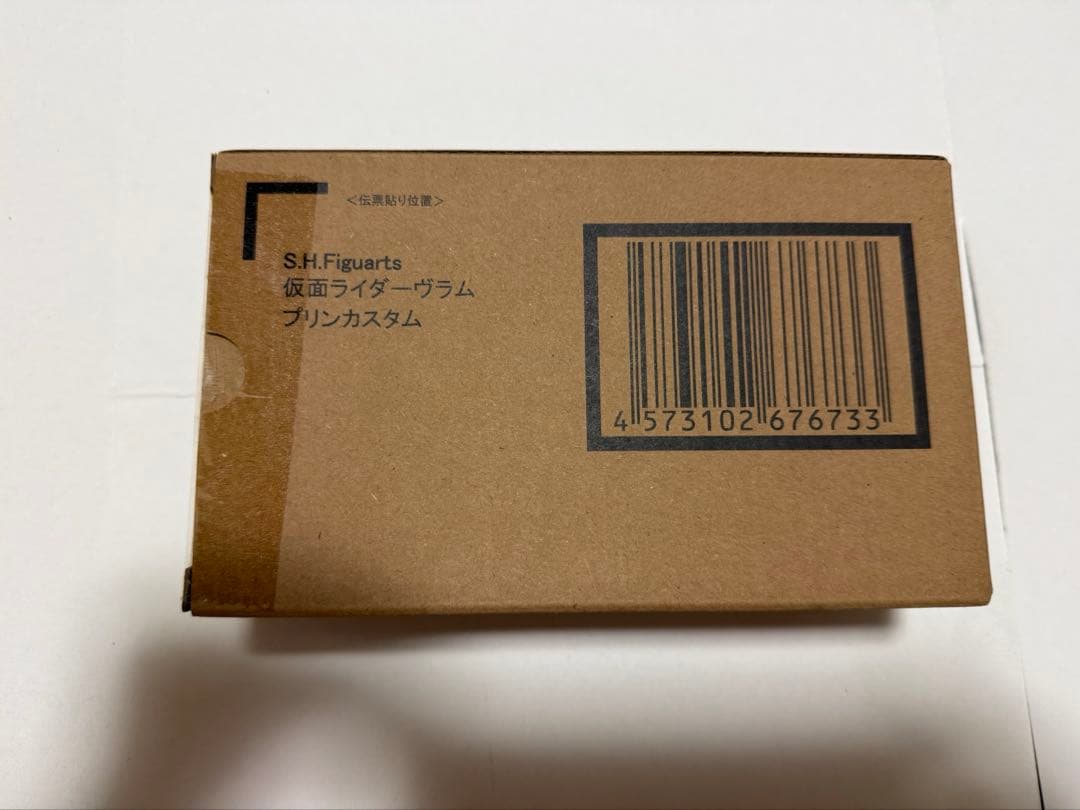 <伝票貼り位置>
S.H.Figuarts
仮面ライダーヴラム
プリンカスタム
4 573102 676733